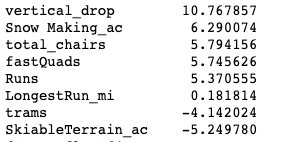 vertical_drop 10.767857
Snow Making_ac 6.290074
total_chairs 5.794156
fastQuads 5.745626
Runs 5.370555
LongestRun_mi 0.181814
trams -4.142024
SkiableTerrain_ac -5.249780